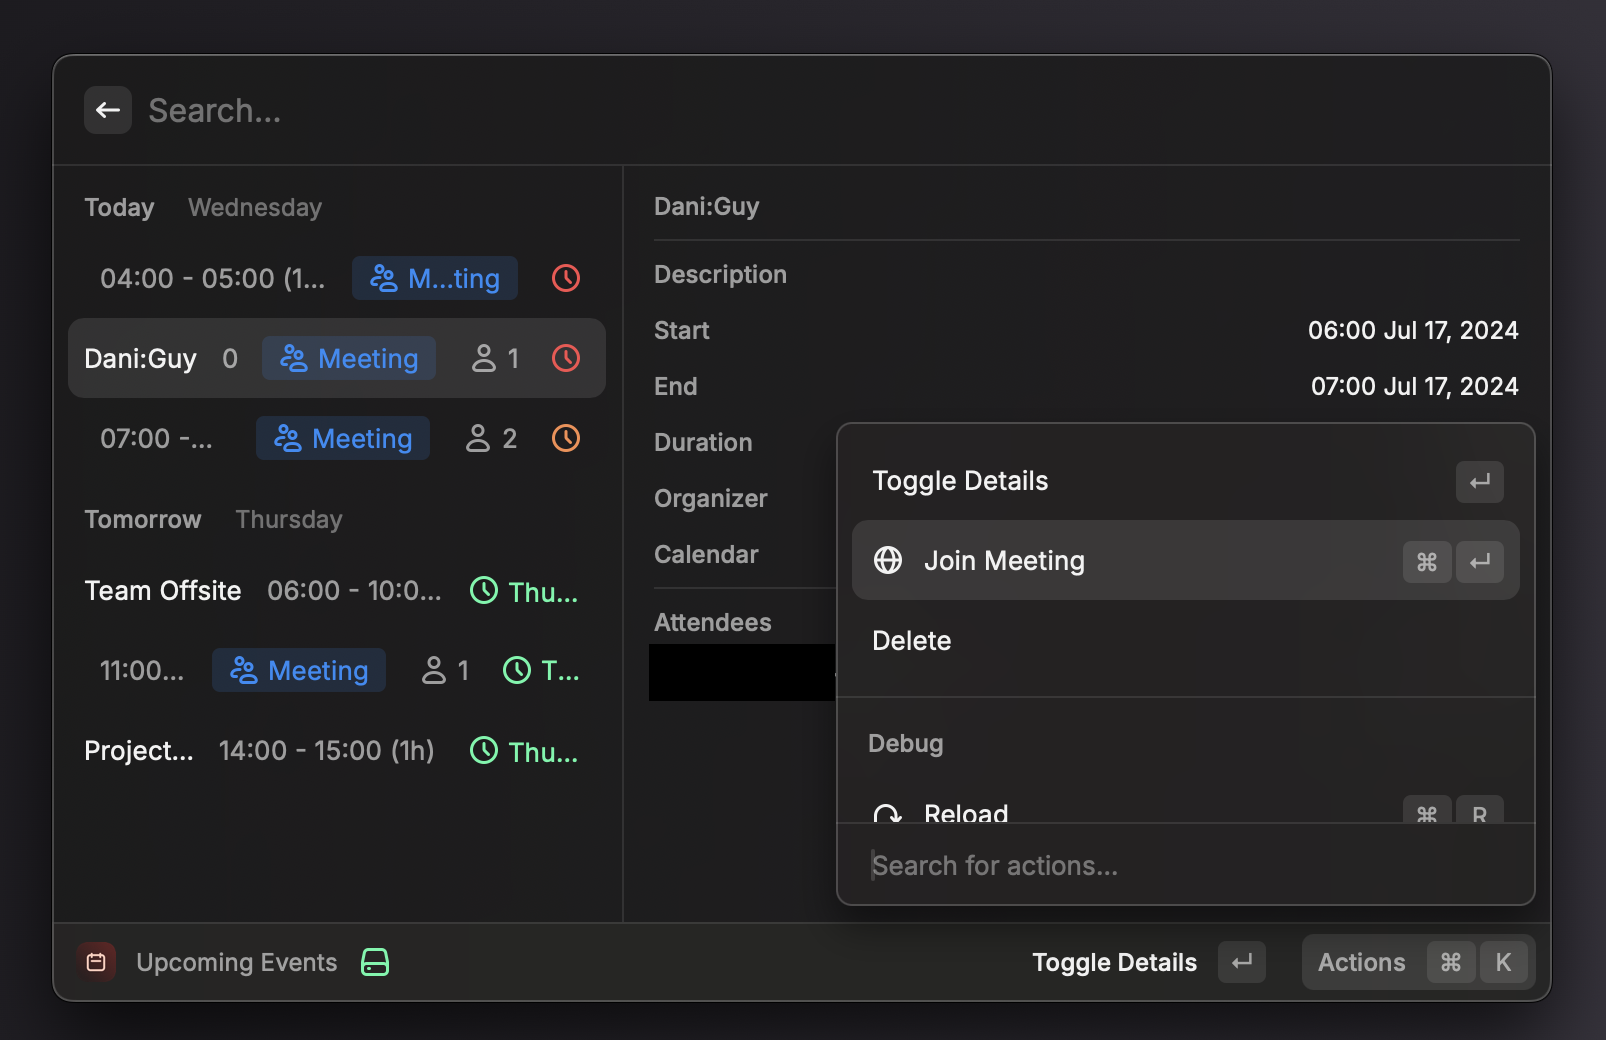 Search...
Today Wednesday
04:00 - 05:00 (1... M...ting
Dani:Guy 0 Meeting 1
07:00 -... Meeting 2
Tomorrow Thursday
Team Offsite 06:00 - 10:0... Thu...
11:00... Meeting 1 T...
Project... 14:00 - 15:00 (1h) Thu...
Dani:Guy
Description
Start 06:00 Jul 17, 2024
End 07:00 Jul 17, 2024
Duration
Organizer
Calendar
Attendees
Toggle Details ↵
Join Meeting ⌘ ↵
Delete
Debug
Reload ⌘ R
Search for actions...
Upcoming Events
Toggle Details ↵ Actions ⌘ K